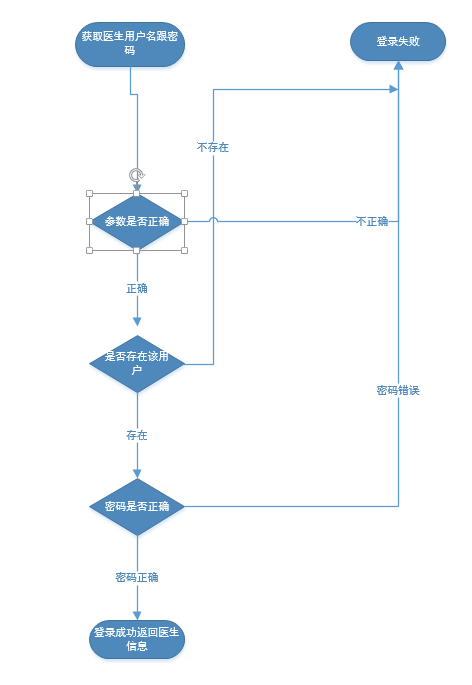 获取医生用户名跟密
码
登录失败
不存在
参数是否正确
不正确
正确
是否存在该用
户
密码错误
存在
密码是否正确
密码正确
登录成功返回医生
信息